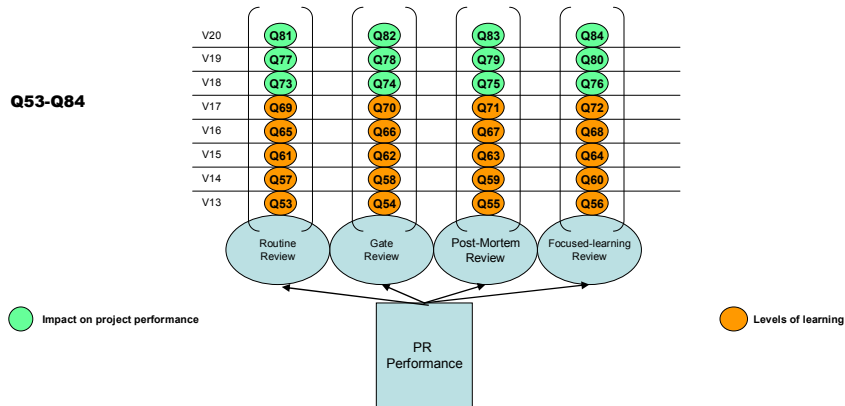 V20 Q81 Q82 Q83 Q84
V19 Q77 Q78 Q79 Q80
V18 Q73 Q74 Q75 Q76
Q53-Q84
V17 Q69 Q70 Q71 Q72
V16 Q65 Q66 Q67 Q68
V15 Q61 Q62 Q63 Q64
V14 Q57 Q58 Q59 Q60
V13 Q53 Q54 Q55 Q56
Routine
Review
Gate
Review
Post-Mortem
Review
Focused-learning
Review
Impact on project performance
Levels of learning
PR
Performance